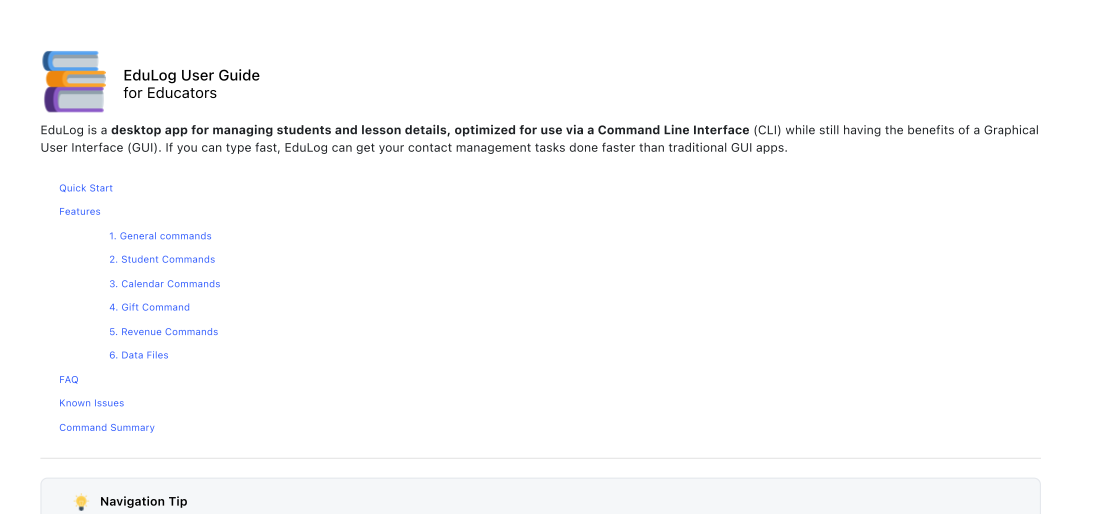 EduLog User Guide
for Educators
EduLog is a desktop app for managing students and lesson details, optimized for use via a Command Line Interface (CLI) while still having the benefits of a Graphical
User Interface (GUI). If you can type fast, EduLog can get your contact management tasks done faster than traditional GUI apps.
Quick Start
Features
1. General commands
2. Student Commands
3. Calendar Commands
4. Gift Command
5. Revenue Commands
6. Data Files
FAQ
Known Issues
Command Summary
Navigation Tip